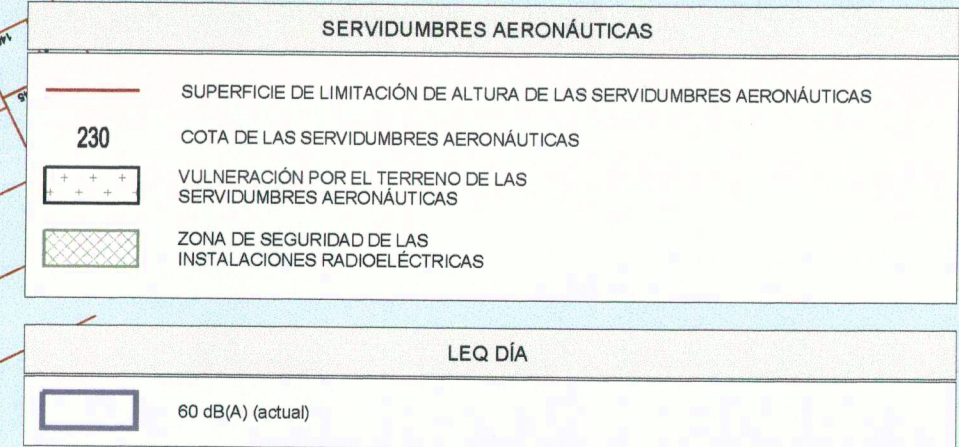 SERVIDUMBRES AERONÁUTICAS
SUPERFICIE DE LIMITACIÓN DE ALTURA DE LAS SERVIDUMBRES AERONÁUTICAS
230 COTA DE LAS SERVIDUMBRES AERONÁUTICAS
VULNERACIÓN POR EL TERRENO DE LAS
SERVIDUMBRES AERONÁUTICAS
ZONA DE SEGURIDAD DE LAS
INSTALACIONES RADIOELÉCTRICAS
LEQ DÍA
60 dB(A) (actual)